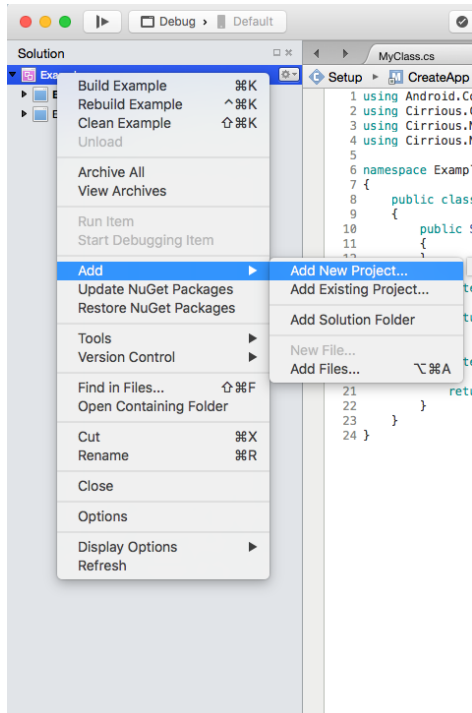 Debug › Default
Solution
MyClass.cs
Setup ▸ CreateApp
Build Example ⌘K
Rebuild Example ^⌘K
Clean Example ⇧⌘K
Unload
Archive All
View Archives
Run Item
Start Debugging Item
Add
Update NuGet Packages
Restore NuGet Packages
Tools
Version Control
Find in Files... ⇧⌘F
Open Containing Folder
Cut ⌘X
Rename ⌘R
Close
Options
Display Options
Refresh
Add New Project...
Add Existing Project...
Add Solution Folder
New File...
Add Files... ⌥⌘A
1 using Android.Co
2 using Cirrious.
3 using Cirrious.
4 using Cirrious.
5
6 namespace Examp
7 {
8 public clas
9 {
10 public S
11 {
12 }
21 retu
22 }
23 }
24 }